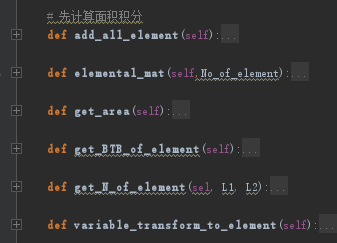 # 先计算面积积分
def add_all_element(self):...
def elemental_mat(self,No_of_element):...
def get_area(self):...
def get_BTB_of_element(self):...
def get_N_of_element(sel, L1, L2):...
def variable_transform_to_element(self):...